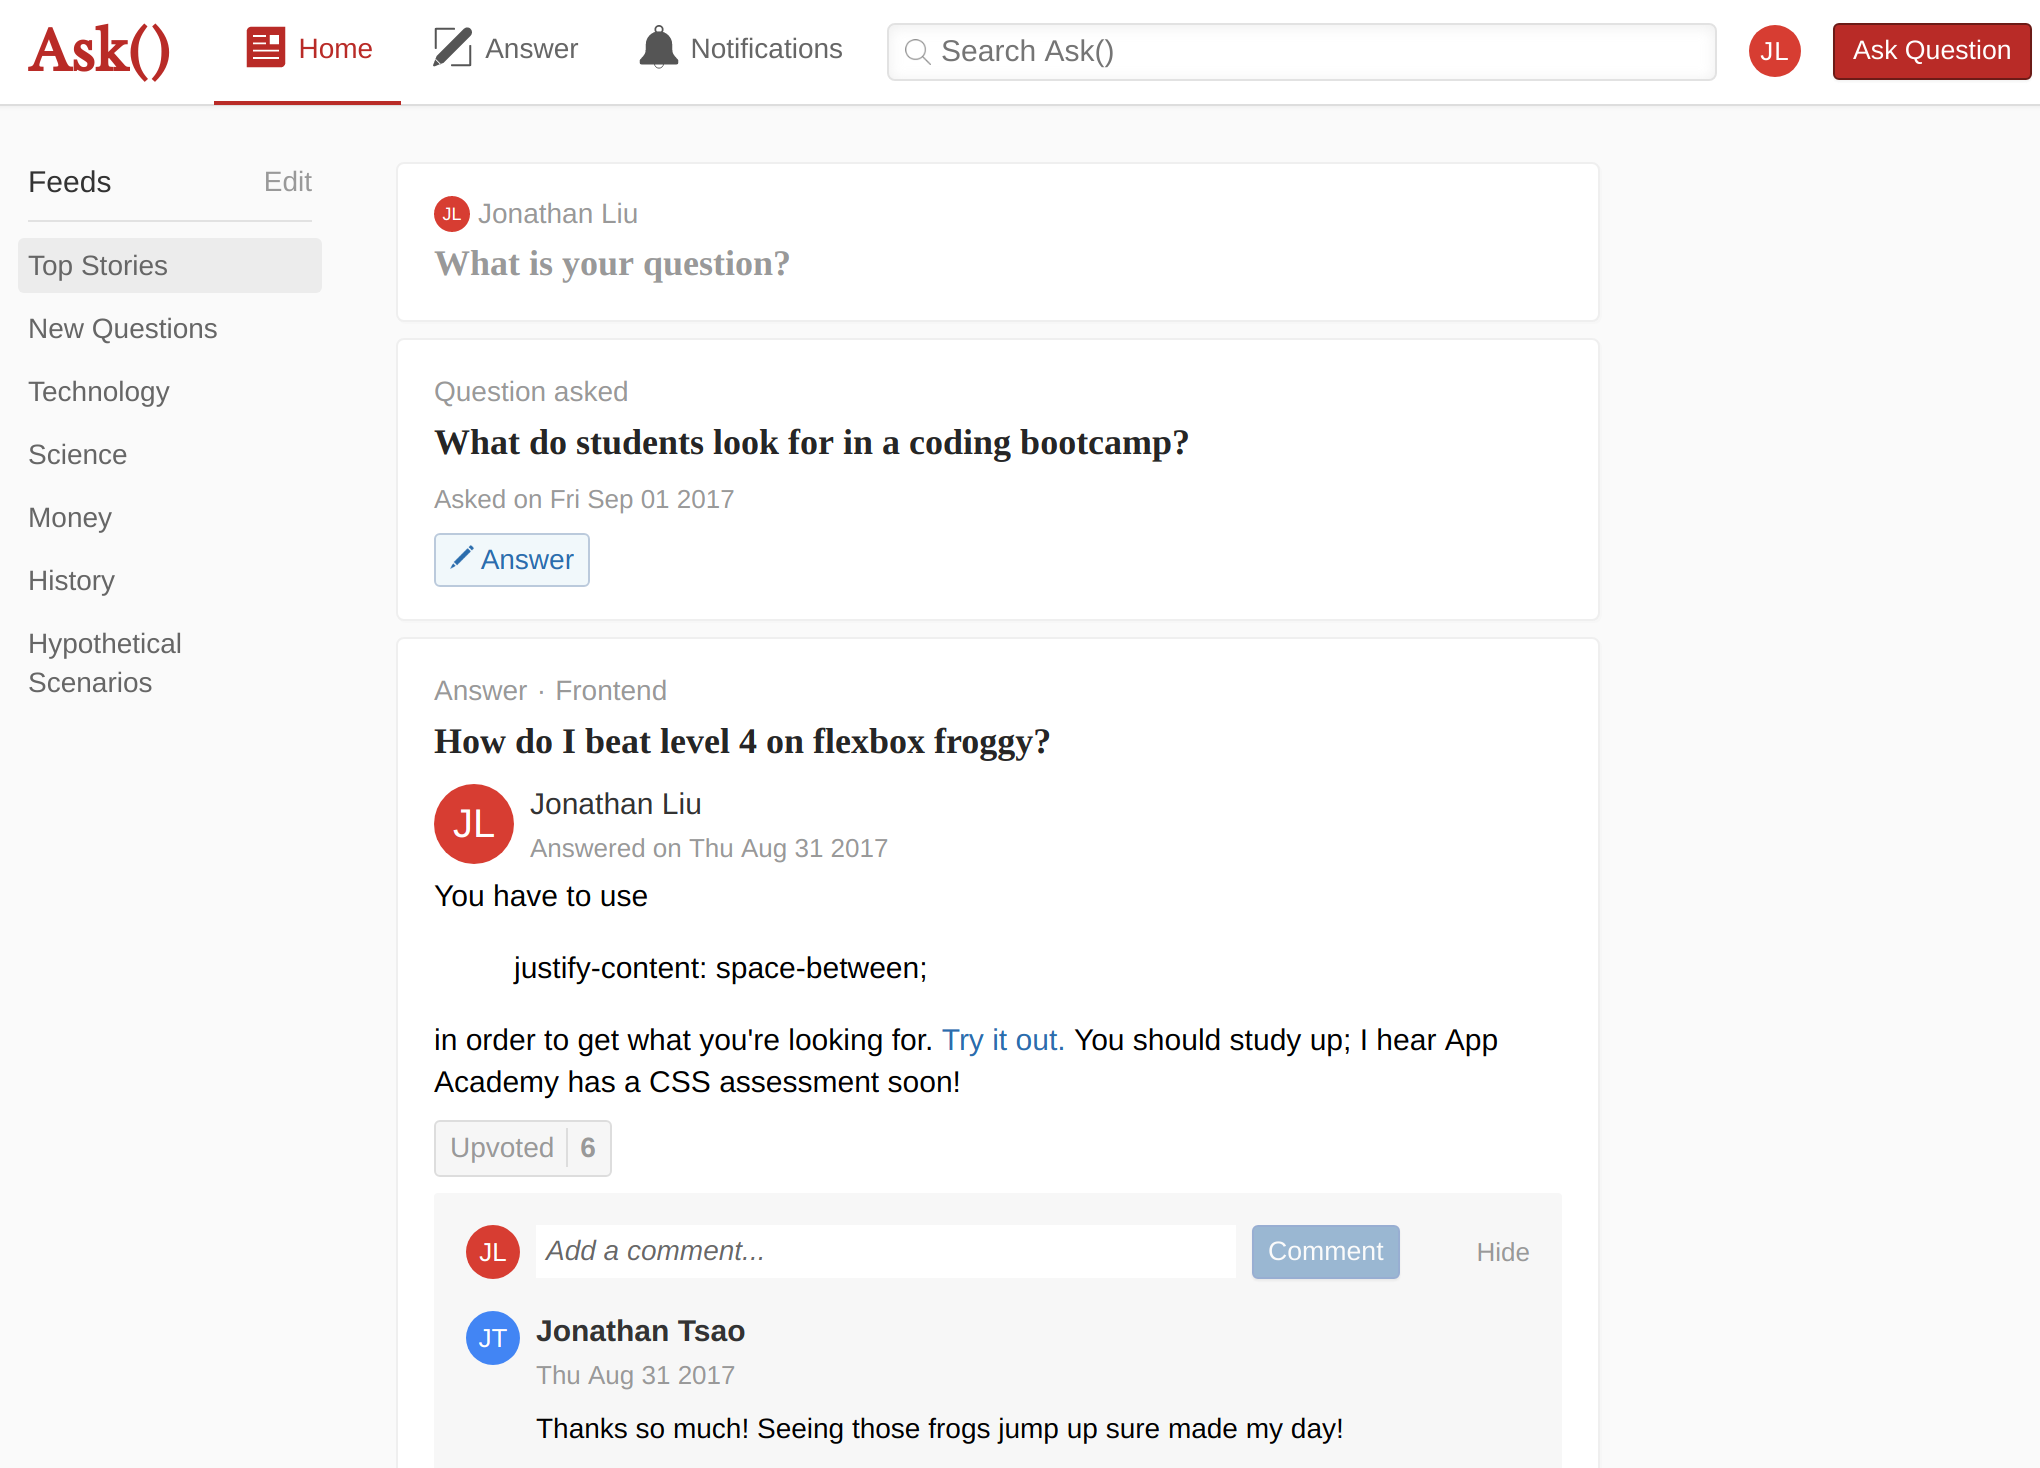 Ask()
Home
Answer
Notifications
Search Ask()
JL
Ask Question
Feeds
Edit
Top Stories
New Questions
Technology
Science
Money
History
Hypothetical
Scenarios
JL Jonathan Liu
What is your question?
Question asked
What do students look for in a coding bootcamp?
Asked on Fri Sep 01 2017
Answer
Answer · Frontend
How do I beat level 4 on flexbox froggy?
JL
Jonathan Liu
Answered on Thu Aug 31 2017
You have to use
justify-content: space-between;
in order to get what you're looking for. Try it out. You should study up; I hear App
Academy has a CSS assessment soon!
Upvoted 6
JL
Add a comment...
Comment
Hide
JT
Jonathan Tsao
Thu Aug 31 2017
Thanks so much! Seeing those frogs jump up sure made my day!